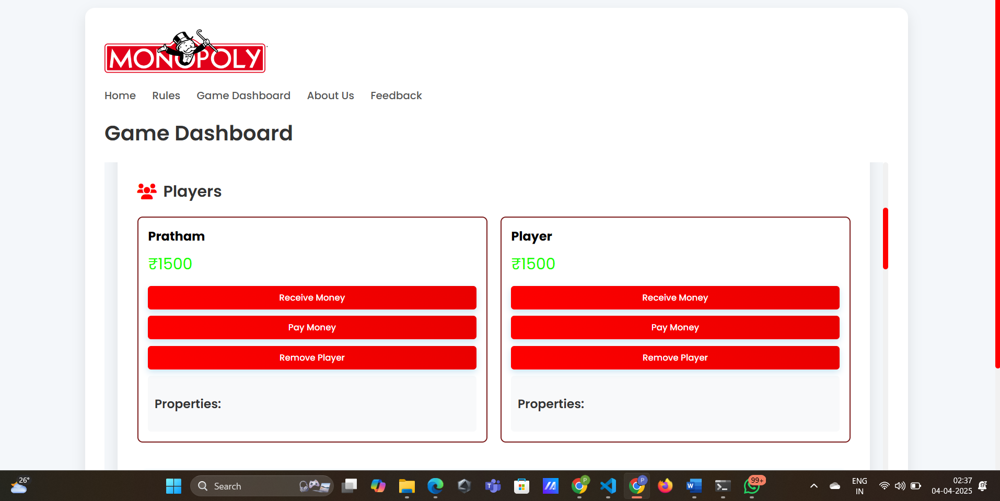 MONOPOLY
Home Rules Game Dashboard About Us Feedback
Game Dashboard
Players
Pratham
₹1500
Receive Money
Pay Money
Remove Player
Properties:
Player
₹1500
Receive Money
Pay Money
Remove Player
Properties:
26°
Search
P
P
99+
ENG
IN
02:37
04-04-2025